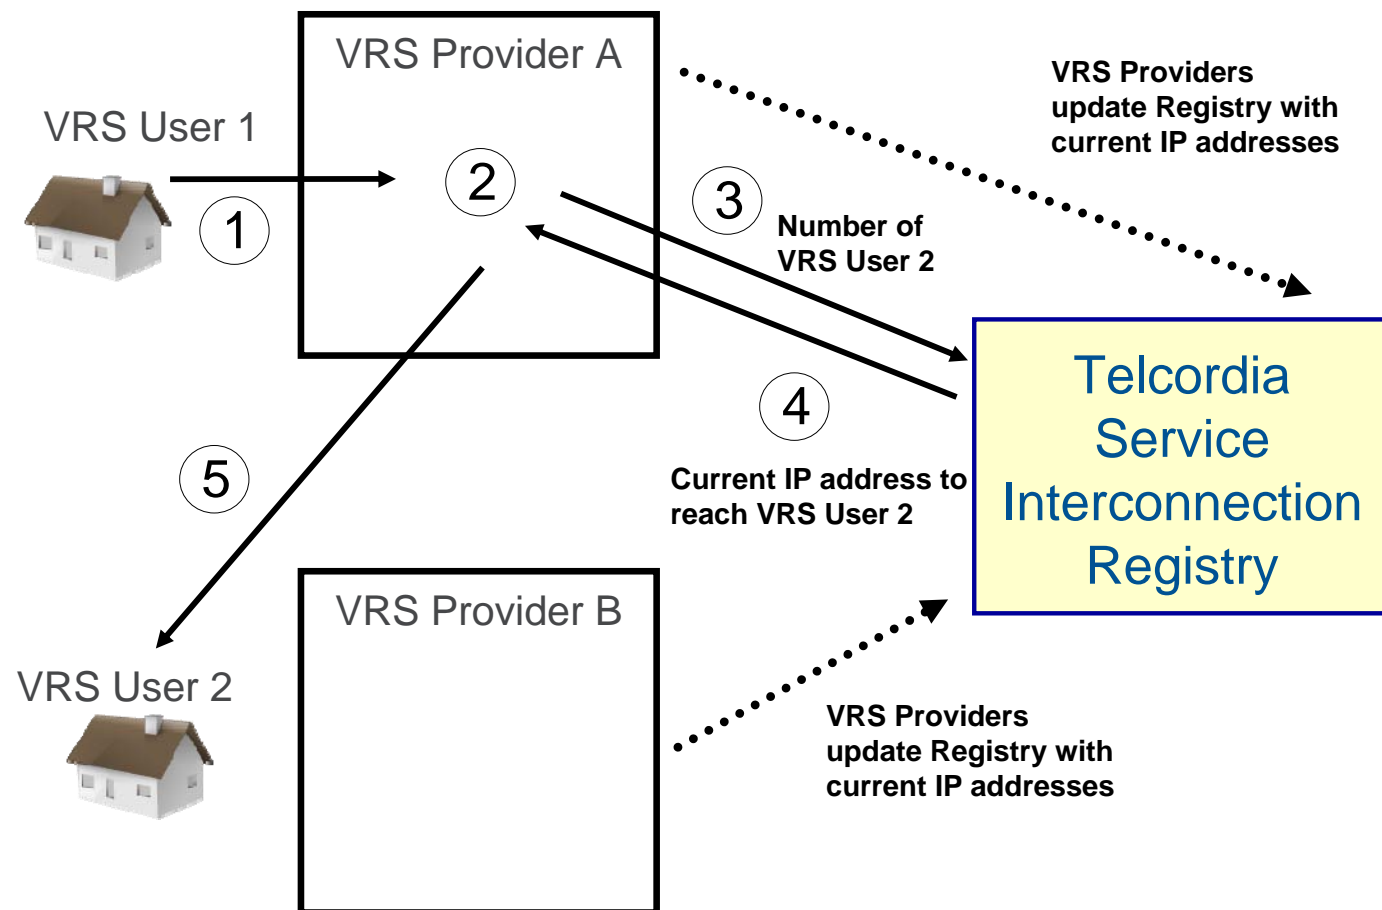 VRS Provider A
VRS Providers
update Registry with
current IP addresses
VRS User 1
1
2
3
Number of
VRS User 2
4
Current IP address to
reach VRS User 2
Telcordia
Service
Interconnection
Registry
5
VRS Provider B
VRS User 2
VRS Providers
update Registry with
current IP addresses